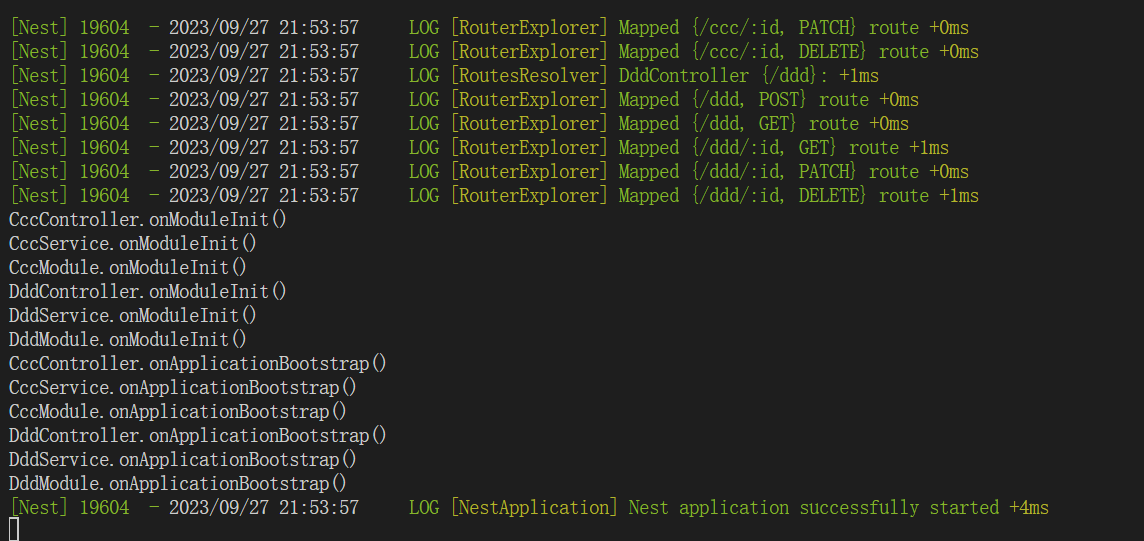 [Nest] 19604  - 2023/09/27 21:53:57     LOG [RouterExplorer] Mapped {/ccc/:id, PATCH} route +0ms
[Nest] 19604  - 2023/09/27 21:53:57     LOG [RouterExplorer] Mapped {/ccc/:id, DELETE} route +0ms
[Nest] 19604  - 2023/09/27 21:53:57     LOG [RoutesResolver] DddController {/ddd}: +1ms
[Nest] 19604  - 2023/09/27 21:53:57     LOG [RouterExplorer] Mapped {/ddd, POST} route +0ms
[Nest] 19604  - 2023/09/27 21:53:57     LOG [RouterExplorer] Mapped {/ddd, GET} route +0ms
[Nest] 19604  - 2023/09/27 21:53:57     LOG [RouterExplorer] Mapped {/ddd/:id, GET} route +1ms
[Nest] 19604  - 2023/09/27 21:53:57     LOG [RouterExplorer] Mapped {/ddd/:id, PATCH} route +0ms
[Nest] 19604  - 2023/09/27 21:53:57     LOG [RouterExplorer] Mapped {/ddd/:id, DELETE} route +1ms
CccController.onModuleInit()
CccService.onModuleInit()
CccModule.onModuleInit()
DddController.onModuleInit()
DddService.onModuleInit()
DddModule.onModuleInit()
CccController.onApplicationBootstrap()
CccService.onApplicationBootstrap()
CccModule.onApplicationBootstrap()
DddController.onApplicationBootstrap()
DddService.onApplicationBootstrap()
DddModule.onApplicationBootstrap()
[Nest] 19604  - 2023/09/27 21:53:57     LOG [NestApplication] Nest application successfully started +4ms